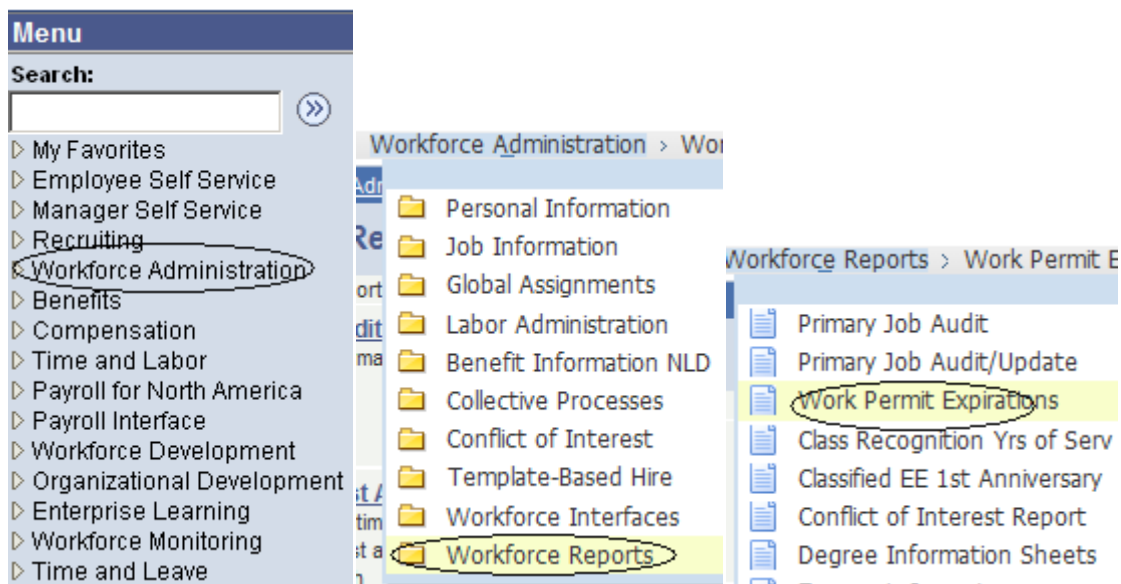 Menu
Search:
My Favorites
Employee Self Service
Manager Self Service
Recruiting
Workforce Administration
Benefits
Compensation
Time and Labor
Payroll for North America
Payroll Interface
Workforce Development
Organizational Development
Enterprise Learning
Workforce Monitoring
Time and Leave
Workforce Administration >
Personal Information
Job Information
Global Assignments
Labor Administration
Benefit Information NLD
Collective Processes
Conflict of Interest
Template-Based Hire
Workforce Interfaces
Workforce Reports
Workforce Reports > Work Permit E
Primary Job Audit
Primary Job Audit/Update
Work Permit Expirations
Class Recognition Yrs of Serv
Classified EE 1st Anniversary
Conflict of Interest Report
Degree Information Sheets